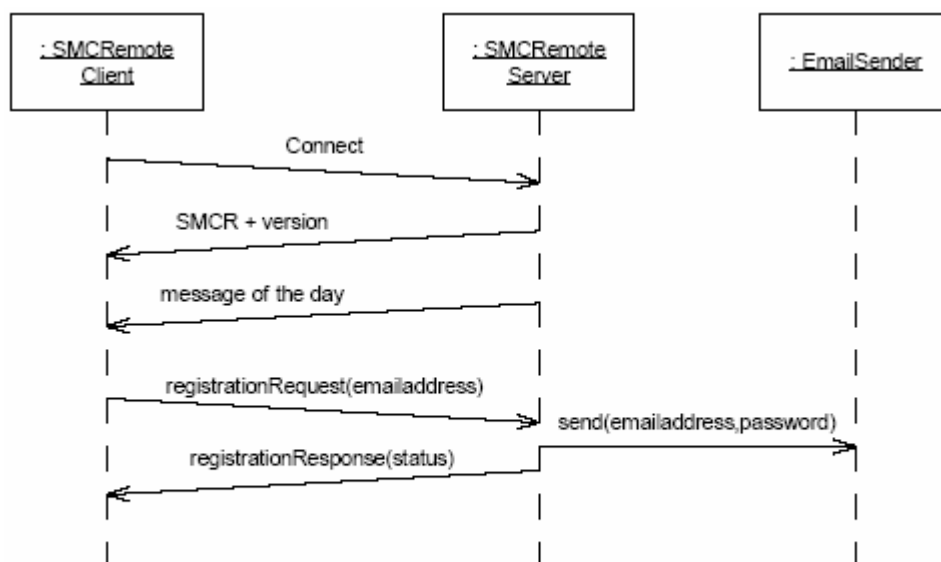 : SMCRemote
Client
: SMCRemote
Server
: EmailSender
Connect
SMCR + version
message of the day
registrationRequest(emailaddress)
send(emailaddress,password)
registrationResponse(status)